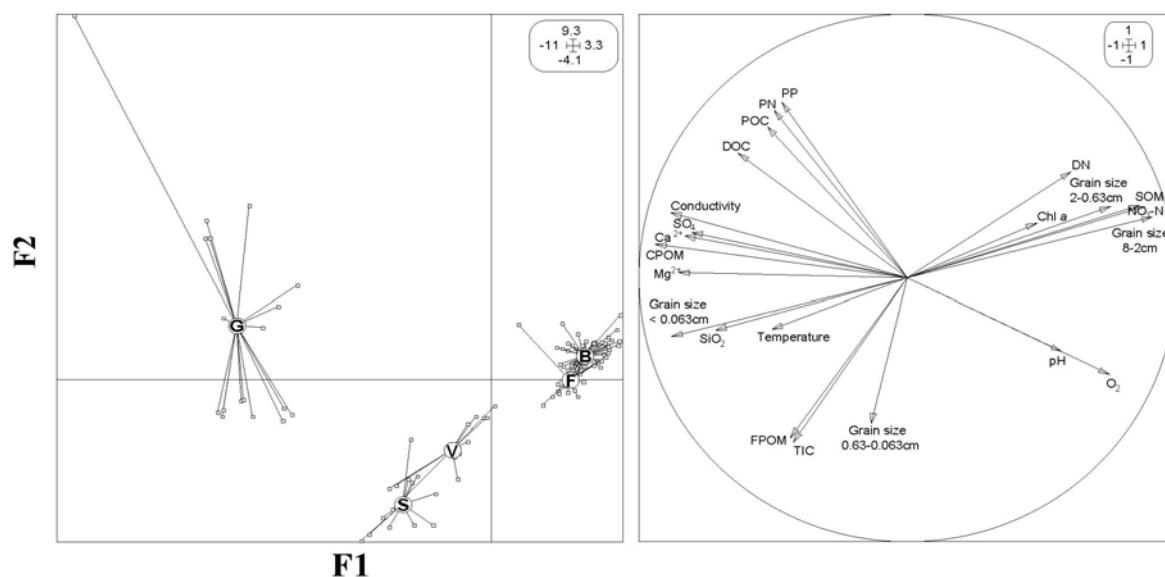 9.3
-11 3.3
-4.1
F2
G
B
F
V
S
F1
1
-1 1
-1
PP
PN
POC
DOC
DN
Grain size
2-0.63cm
SOM
NO3-N
Chl a
Grain size
8-2cm
Conductivity
SO4
Ca2+
CPOM
Mg2+
Grain size
< 0.063cm
SiO2
Temperature
pH
O2
FPOM
TIC
Grain size
0.63-0.063cm